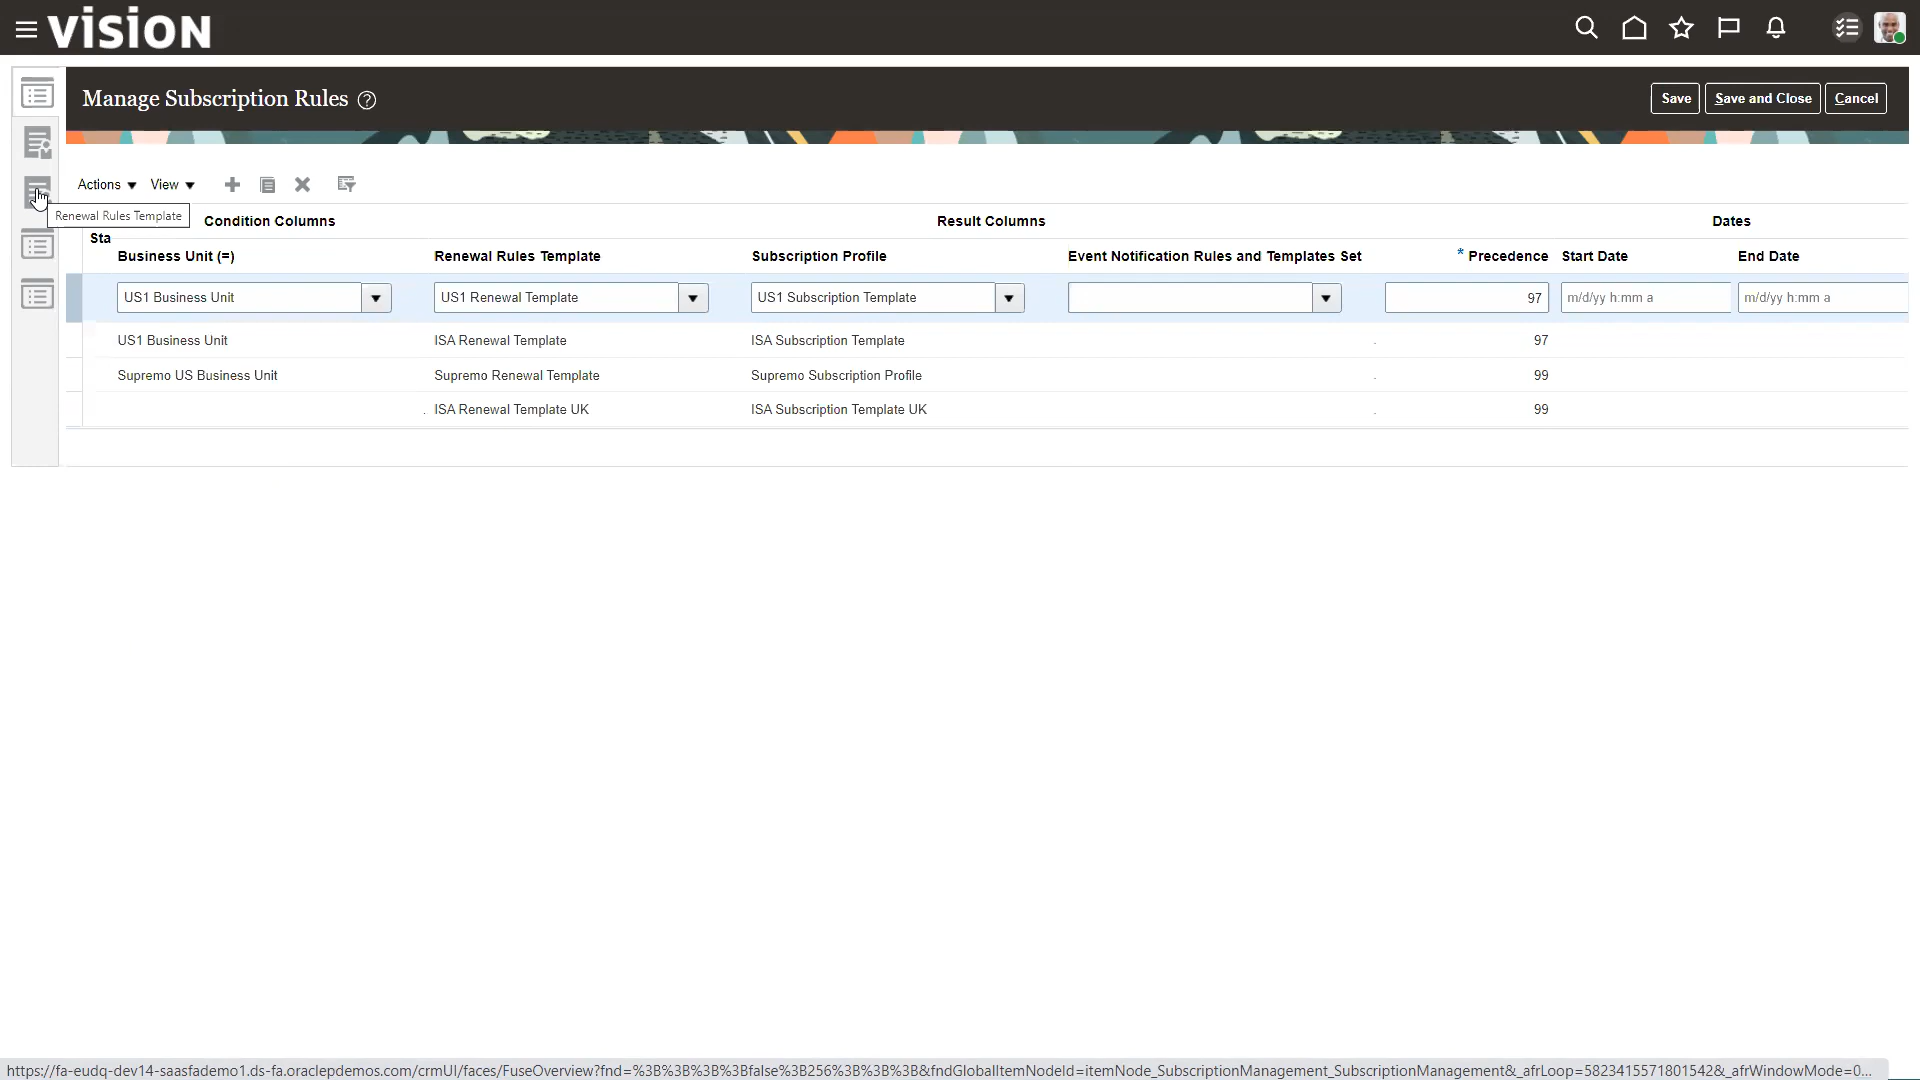 VISION
Manage Subscription Rules
Save Save and Close Cancel
Actions View
Renewal Rules Template
Condition Columns Result Columns Dates
Sta
Business Unit (=) Renewal Rules Template Subscription Profile Event Notification Rules and Templates Set * Precedence Start Date End Date
US1 Business Unit US1 Renewal Template US1 Subscription Template 97 m/d/yy h:mm a m/d/yy h:mm a
US1 Business Unit ISA Renewal Template ISA Subscription Template 97
Supremo US Business Unit Supremo Renewal Template Supremo Subscription Profile 99
ISA Renewal Template UK ISA Subscription Template UK 99
https://fa-eudq-dev14-saasfademo1.ds-fa.oraclepdemos.com/crmUI/faces/FuseOverview?fnd=%3B%3B%3B%3Bfalse%3B256%3B%3B%3B&fndGlobalItemNodeId=itemNode_SubscriptionManagement_SubscriptionManagement&_afrLoop=5823415571801542&_afrWindowMode=0...